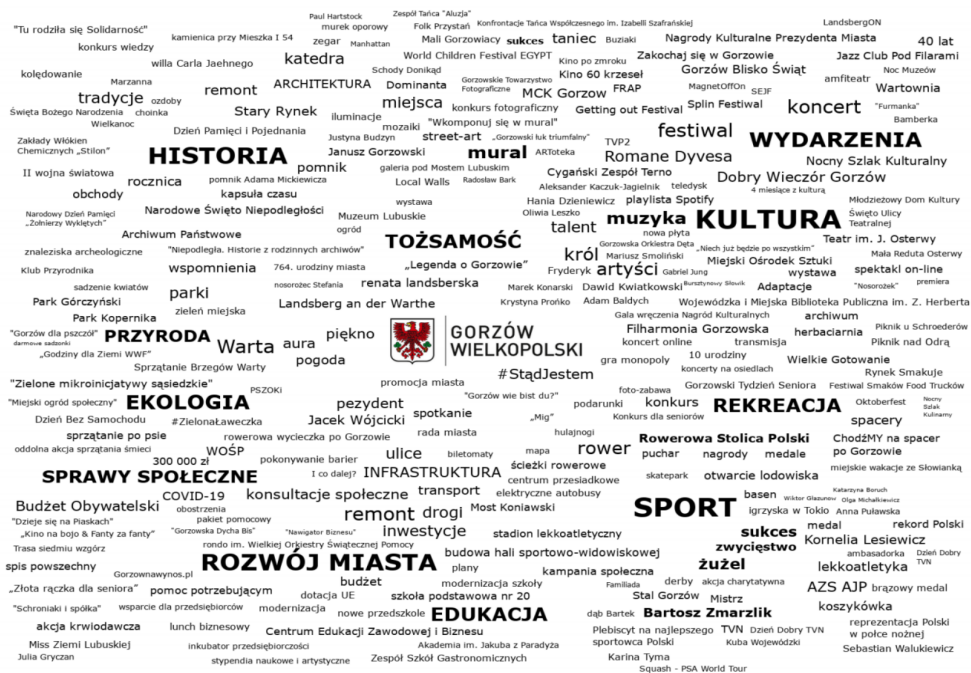 Paul Hartstock
Zespół Tańca "Aluzja"
"Tu rodziła się Solidarność"
murek oporowy
Folk Przystań
Konfrontacje Tańca Współczesnego im. Izabelli Szafrańskiej
LandsbergON
kamienica przy Mieszka I 54
zegar
Manhattan
Mali Gorzowiacy
sukces
taniec
Buziaki
Nagrody Kulturalne Prezydenta Miasta
40 lat
konkurs wiedzy
willa Carla Jaehnego
katedra
World Children Festival EGYPT
Kino po zmroku
Zakochaj się w Gorzowie
Jazz Club Pod Filarami
kolędowanie
Marzanna
remont
ARCHITEKTURA
Schody Donikąd
Dominanta
Gorzowskie Towarzystwo
Fotograficzne
Kino 60 krzeseł
MCK Gorzow
FRAP
Gorzów Blisko Świąt
MagnetOffOn
SEJF
amfiteatr
Noc Muzeów
Wartownia
tradycje
ozdoby
Stary Rynek
iluminacje
miejsca
konkurs fotograficzny
Getting out Festival
Splin Festiwal
koncert
"Furmanka"
Święta Bożego Narodzenia
choinka
Wielkanoc
Dzień Pamięci i Pojednania
mozaiki
"Wkomponuj się w mural"
Bamberka
Zakłady Włókien
Chemicznych „Stilon"
Justyna Budzyn
street-art
„Gorzowski łuk triumfalny"
TVP2
festiwal
WYDARZENIA
HISTORIA
Janusz Gorzowski
mural
ARToteka
Romane Dyvesa
Nocny Szlak Kulturalny
II wojna światowa
pomnik
galeria pod Mostem Lubuskim
Cygański Zespół Terno
Dobry Wieczór Gorzów
rocznica
pomnik Adama Mickiewicza
Local Walls
Radosław Bark
Aleksander Kaczuk-Jagielnik
teledysk
4 miesiące z kulturą
obchody
kapsuła czasu
wystawa
Hania Dzieniewicz
playlista Spotify
Młodzieżowy Dom Kultury
Narodowy Dzień Pamięci
„Żołnierzy Wyklętych"
Narodowe Święto Niepodległości
Muzeum Lubuskie
Oliwia Leszko
talent
muzyka
KULTURA
Święto Ulicy
Teatralnej
Archiwum Państwowe
ogród
TOŻSAMOŚĆ
nowa płyta
Teatr im. J. Osterwy
znaleziska archeologiczne
"Niepodległa. Historie z rodzinnych archiwów"
król
Gorzowska Orkiestra Dęta
Mariusz Smoliński
„Niech już będzie po wszystkim"
Miejski Ośrodek Sztuki
Mała Reduta Osterwy
Klub Przyrodnika
wspomnienia
764. urodziny miasta
„Legenda o Gorzowie"
Fryderyk
artyści
Gabriel Jung
wystawa
spektakl on-line
sadzenie kwiatów
parki
nosorożec Stefania
renata landsberska
Marek Konarski
Dawid Kwiatkowski
Bursztynowy Słowik
Adaptacje
"Nosorożek"
premiera
Park Górczyński
zieleń miejska
Landsberg an der Warthe
Krystyna Prońko
Adam Bałdych
Wojewódzka i Miejska Biblioteka Publiczna im. Z. Herberta
Park Kopernika
Gala wręczenia Nagród Kulturalnych
archiwum
"Gorzów dla pszczół"
darmowe sadzonki
PRZYRODA
Warta
aura
piękno
GORZÓW
WIELKOPOLSKI
Filharmonia Gorzowska
herbaciarnia
Piknik u Schroederów
koncert online
transmisja
Piknik nad Odrą
„Godziny dla Ziemi WWF"
pogoda
gra monopoly
10 urodziny
Wielkie Gotowanie
Sprzątanie Brzegów Warty
#StądJestem
koncerty na osiedlach
Rynek Smakuje
"Zielone mikroinicjatywy sąsiedzkie"
PSZOKi
promocja miasta
"Gorzów wie bist du?"
foto-zabawa
Gorzowski Tydzień Seniora
Festiwal Smaków Food Trucków
"Miejski ogród społeczny"
EKOLOGIA
pezydent
podarunki
konkurs
REKREACJA
Oktoberfest
Nocny
Szlak
Kulinarny
Dzień Bez Samochodu
#ZielonaŁaweczka
Jacek Wójcicki
spotkanie
„Mig"
Konkurs dla seniorów
spacery
sprzątanie po psie
rowerowa wycieczka po Gorzowie
rada miasta
hulajnogi
Rowerowa Stolica Polski
ChodźMY na spacer
po Gorzowie
oddolna akcja sprzątania śmieci
WOŚP
300 000 zł
pokonywanie barier
ulice
biletomaty
mapa
rower
puchar
nagrody
medale
SPRAWY SPOŁECZNE
I co dalej?
INFRASTRUKTURA
ścieżki rowerowe
centrum przesiadkowe
skatepark
otwarcie lodowiska
miejskie wakacje ze Słowianką
COVID-19
konsultacje społeczne
transport
elektryczne autobusy
basen
Wiktor Głazunow
Katarzyna Boruch
Olga Michałkiewicz
Budżet Obywatelski
obostrzenia
remont
drogi
Most Koniawski
SPORT
igrzyska w Tokio
Anna Puławska
"Dzieje się na Piaskach"
pakiet pomocowy
„Kino na bojo & Fanty za fanty"
"Gorzowska Dycha Bis"
"Nawigator Biznesu"
inwestycje
stadion lekkoatletyczny
sukces
medal
rekord Polski
Trasa siedmiu wzgórz
rondo im. Wielkiej Orkiestry Świątecznej Pomocy
zwycięstwo
Kornelia Lesiewicz
spis powszechny
ROZWÓJ MIASTA
budowa hali sportowo-widowiskowej
ambasadorka
Dzień Dobry
TVN
Gorzownawynos.pl
plany
kampania społeczna
żużel
lekkoatletyka
„Złota rączka dla seniora"
pomoc potrzebującym
budżet
modernizacja szkoły
Familiada
derby
akcja charytatywna
AZS AJP
brązowy medal
dotacja UE
szkoła podstawowa nr 20
Stal Gorzów
Mistrz
"Schroniaki i spółka"
wsparcie dla przedsiębiorców
modernizacja
nowe przedszkole
EDUKACJA
dąb Bartek
Bartosz Zmarzlik
koszykówka
akcja krwiodawcza
lunch biznesowy
Centrum Edukacji Zawodowej i Biznesu
Plebiscyt na najlepszego
sportowca Polski
TVN
Dzień Dobry TVN
reprezentacja Polski
w połce nożnej
Miss Ziemi Lubuskiej
inkubator przedsiębiorczości
Akademia im. Jakuba z Paradyża
Kuba Wojewódzki
Sebastian Walukiewicz
Julia Gryczan
stypendia naukowe i artystyczne
Zespół Szkół Gastronomicznych
Karina Tyma
Squash - PSA World Tour